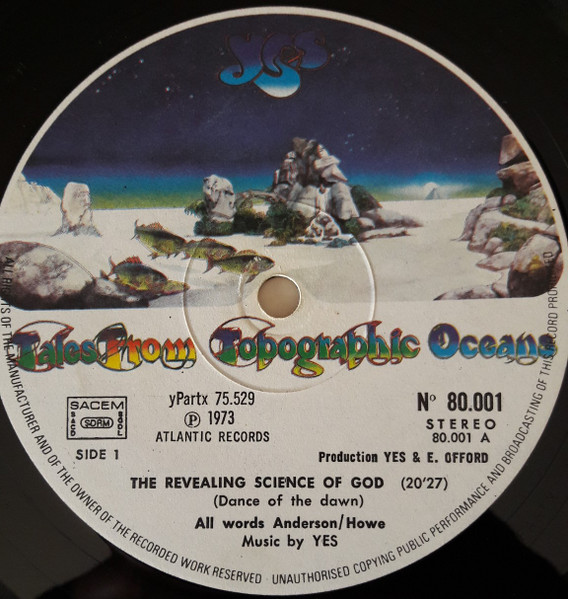 yes
Tales From Topographic Oceans
SACEM
SACD SDRM SGDL
yPartx 75.529
Ⓟ 1973
ATLANTIC RECORDS
N° 80.001
STEREO
80.001 A
SIDE 1
Production YES & E. OFFORD
THE REVEALING SCIENCE OF GOD (20'27)
(Dance of the dawn)
All words Anderson/Howe
Music by YES
ALL RIGHTS OF THE MANUFACTURER AND OF THE OWNER OF THE RECORDED WORK RESERVED · UNAUTHORISED COPYING PUBLIC PERFORMANCE AND BROADCASTING OF THIS RECORD PROHIBITED